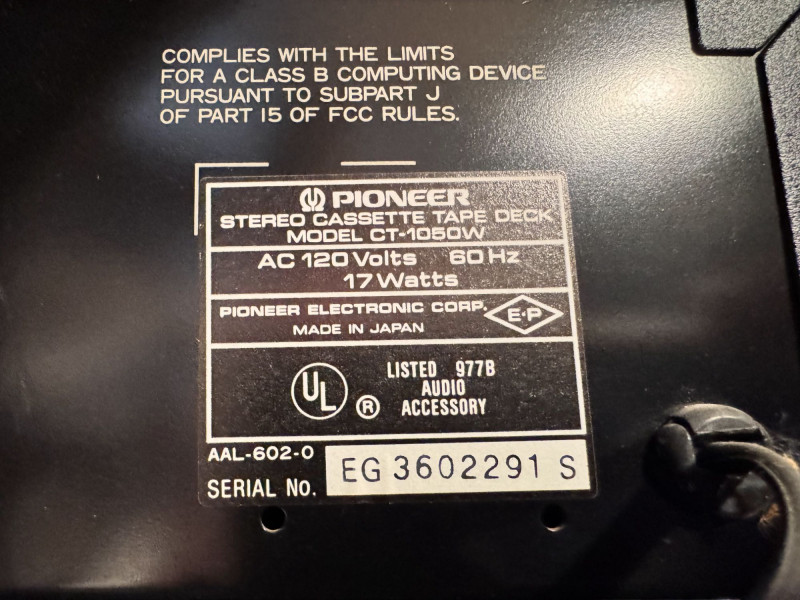 COMPLIES WITH THE LIMITS
FOR A CLASS B COMPUTING DEVICE
PURSUANT TO SUBPART J
OF PART 15 OF FCC RULES.
PIONEER
STEREO CASSETTE TAPE DECK
MODEL CT-1050W
AC 120 Volts 60 Hz
17 Watts
PIONEER ELECTRONIC CORP.
MADE IN JAPAN
E·P
UL ®
LISTED 977B
AUDIO
ACCESSORY
AAL-602-0
SERIAL No. EG 3602291 S